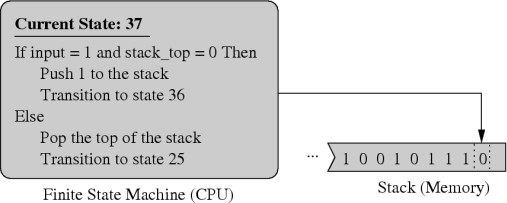 Current State: 37
If input = 1 and stack_top = 0 Then
Push 1 to the stack
Transition to state 36
Else
Pop the top of the stack
Transition to state 25
Finite State Machine (CPU)
... 1 0 0 1 0 1 1 1 0
Stack (Memory)